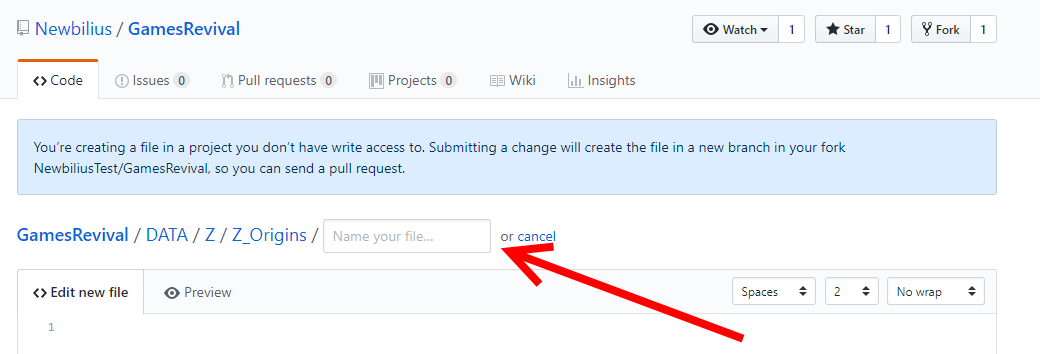 Newbilius / GamesRevival
Watch 1 Star 1 Fork 1
Code Issues 0 Pull requests 0 Projects 0 Wiki Insights
You’re creating a file in a project you don’t have write access to. Submitting a change will create the file in a new branch in your fork
NewbiliusTest/GamesRevival, so you can send a pull request.
GamesRevival / DATA / Z / Z_Origins / Name your file... or cancel
Edit new file Preview Spaces 2 No wrap
1